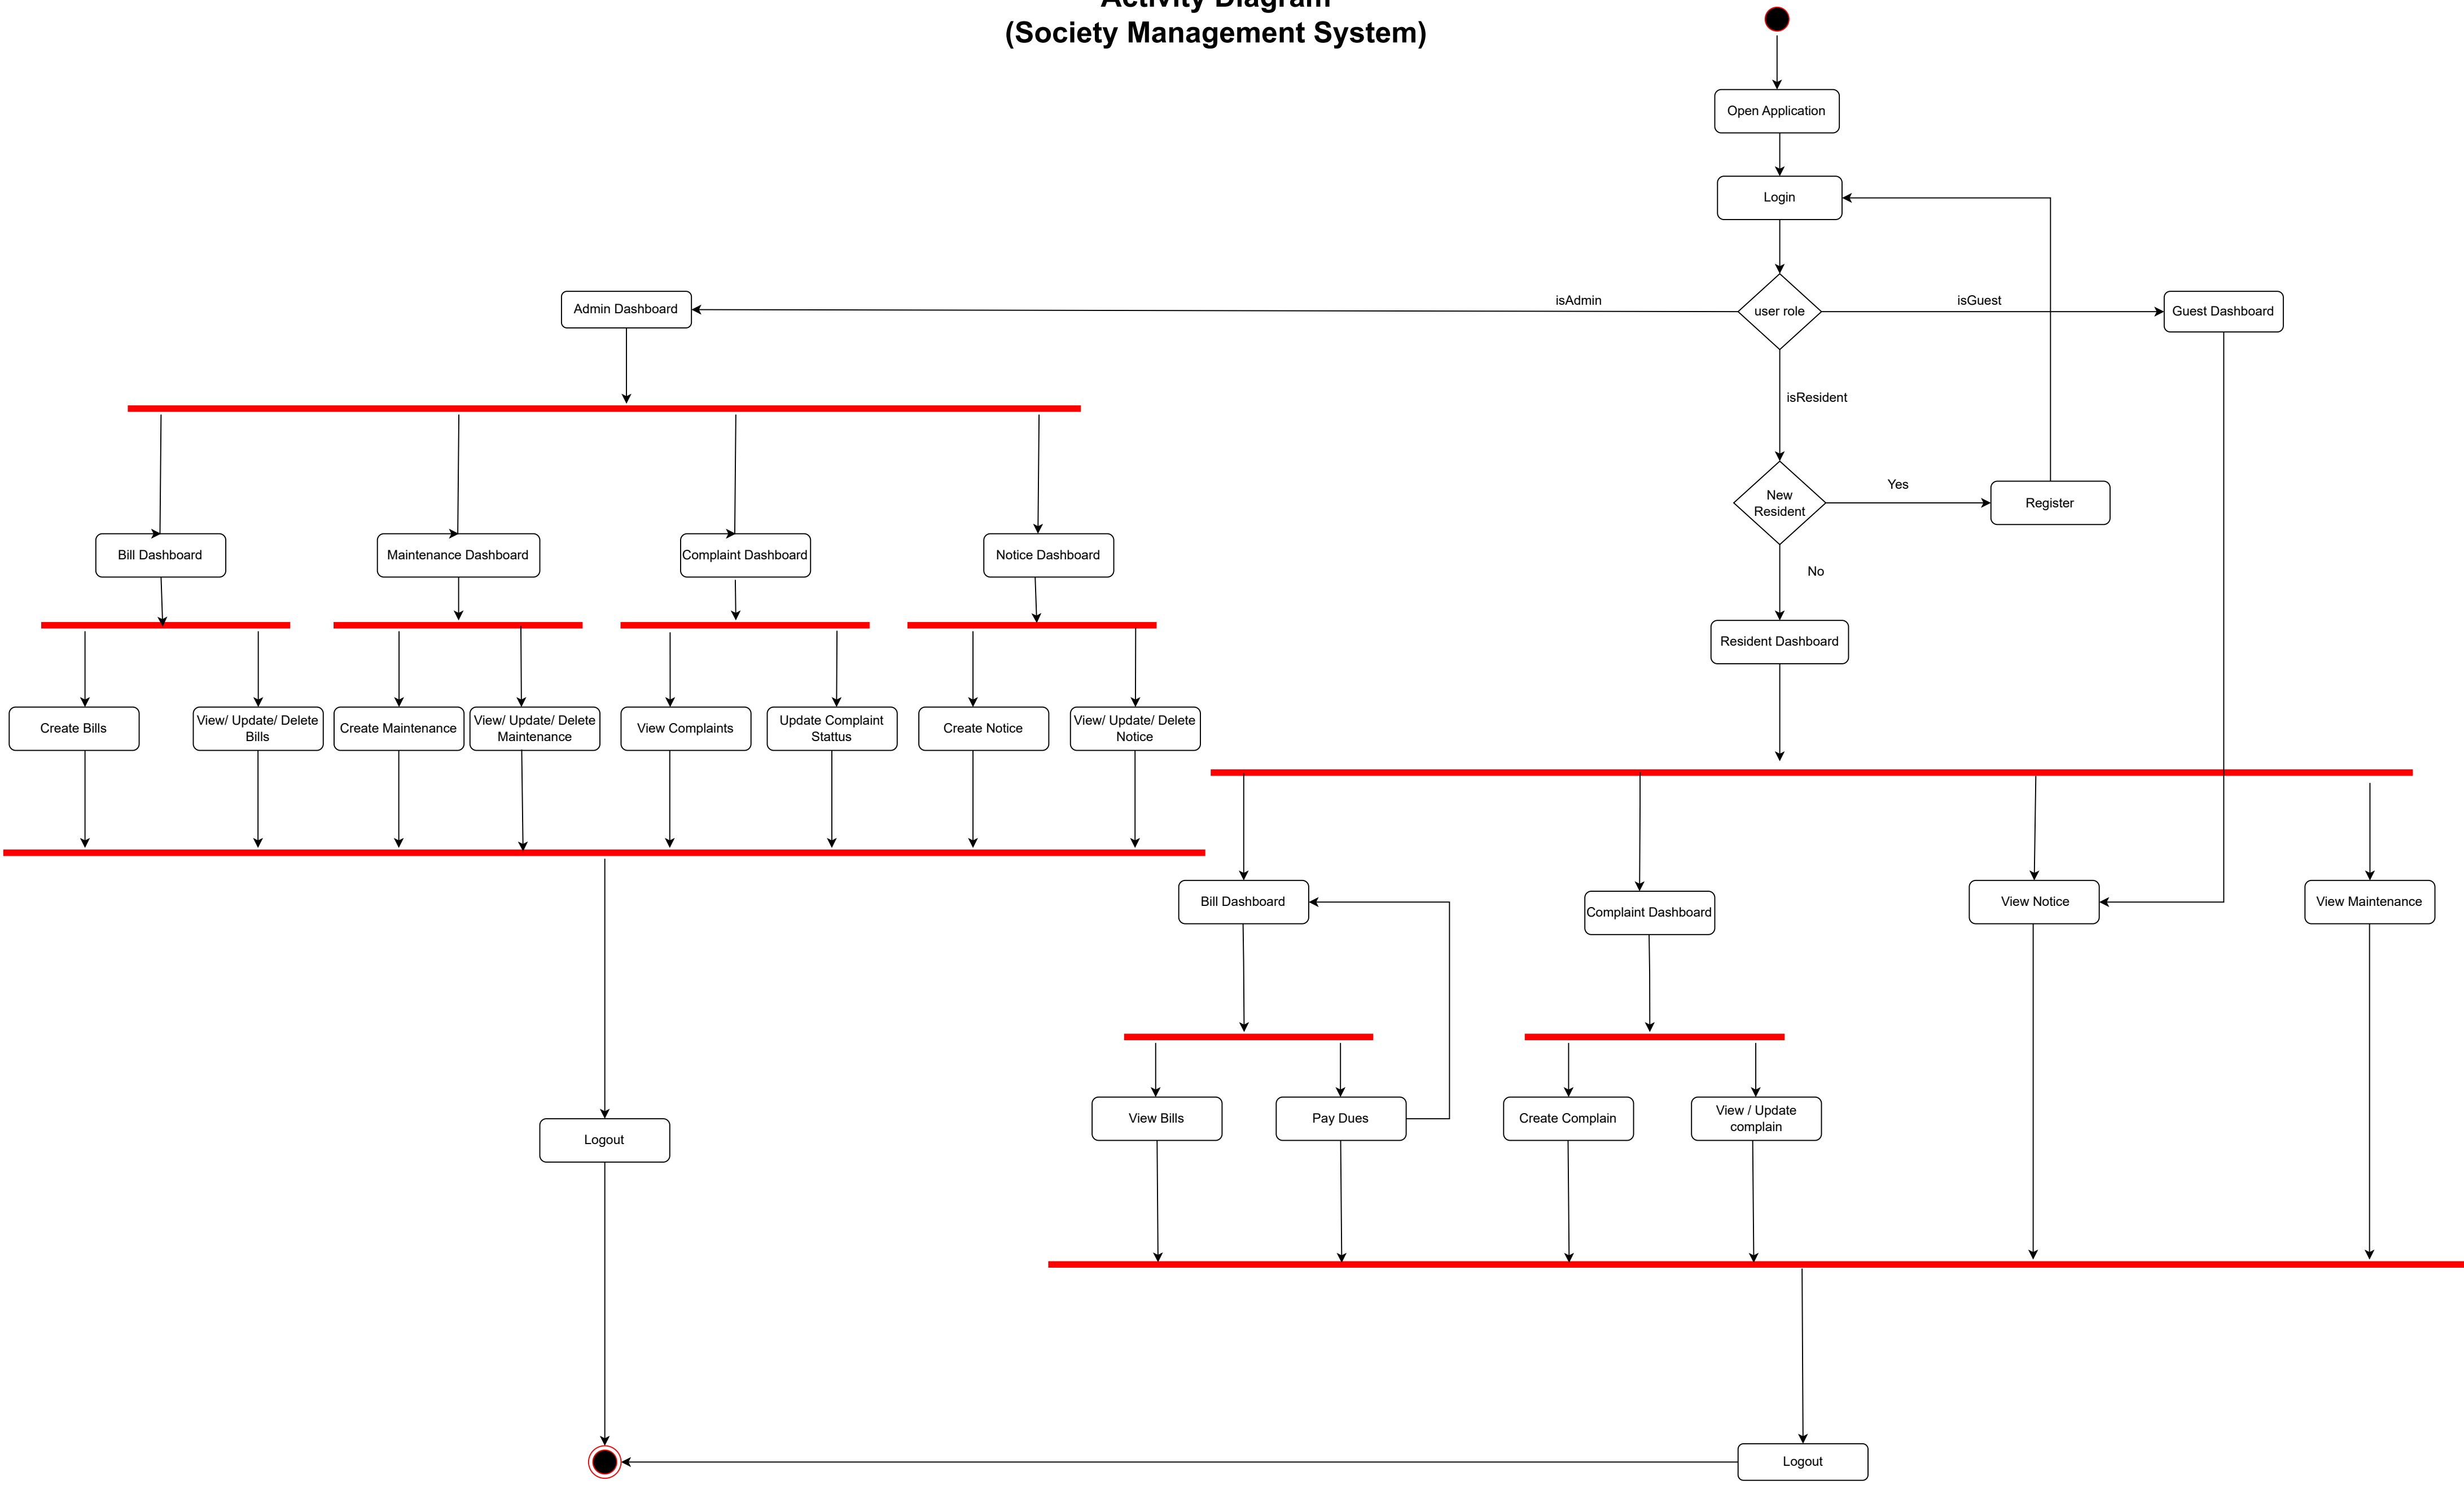 Activity Diagram
(Society Management System)
Open Application
Login
isAdmin
isGuest
Admin Dashboard
user role
Guest Dashboard
isResident
Yes
New
Resident
Register
Bill Dashboard
Maintenance Dashboard
Complaint Dashboard
Notice Dashboard
No
Resident Dashboard
Create Bills
View/ Update/ Delete
Bills
Create Maintenance
View/ Update/ Delete
Maintenance
View Complaints
Update Complaint
Stattus
Create Notice
View/ Update/ Delete
Notice
Bill Dashboard
Complaint Dashboard
View Notice
View Maintenance
View Bills
Pay Dues
Create Complain
View / Update
complain
Logout
Logout